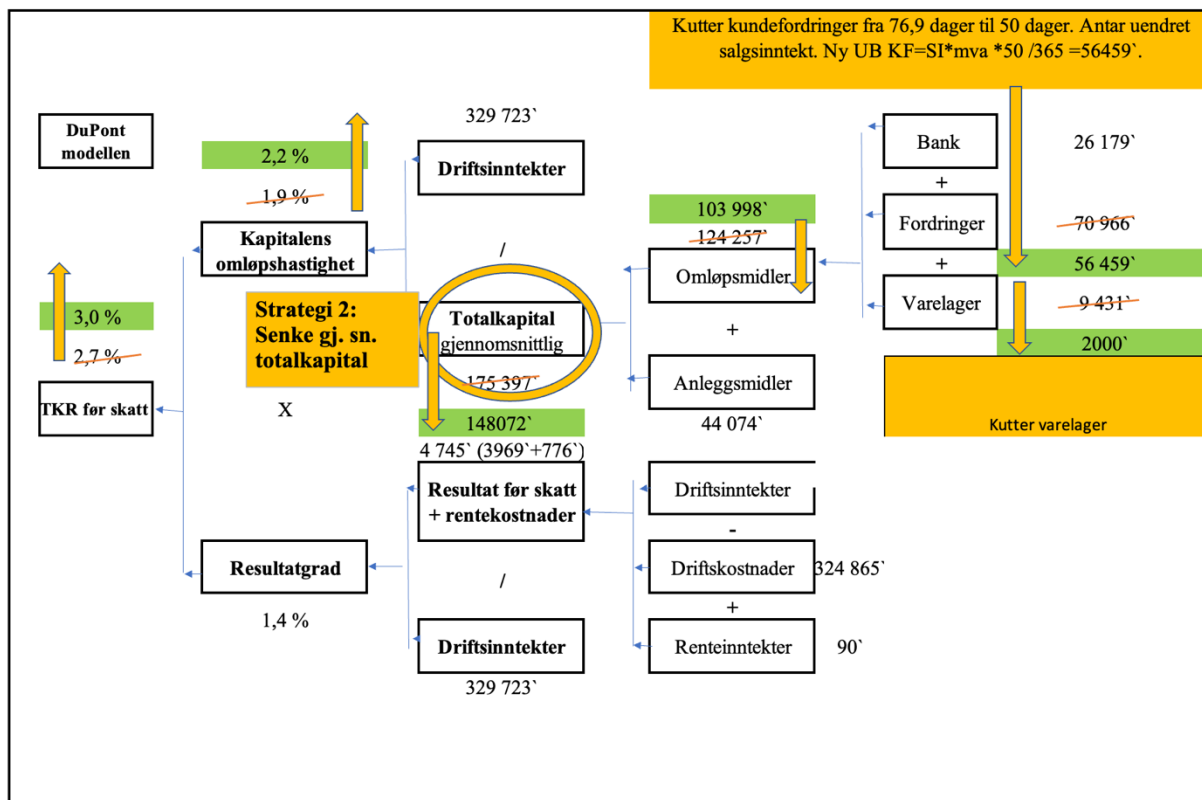 Kutter kundefordringer fra 76,9 dager til 50 dager. Antar uendret
salgsinntekt. Ny UB KF=SI*mva *50 /365 =56459`.
DuPont
modellen
2,2 %
1,9 %
Kapitalens
omløpshastighet
329 723`
Driftsinntekter
/
Totalkapital
gjennomsnittlig
175 397`
148072`
Strategi 2:
Senke gj. sn.
totalkapital
3,0 %
2,7 %
TKR før skatt
X
103 998`
124 257`
Omløpsmidler
+
Anleggsmidler
44 074`
Bank
26 179`
+
Fordringer
70 966`
+
56 459`
Varelager
9 431`
2000`
Kutter varelager
4 745` (3969`+776`)
Resultat før skatt
+ rentekostnader
/
Driftsinntekter
329 723`
Resultatgrad
1,4 %
Driftsinntekter
-
Driftskostnader
324 865`
+
Renteinntekter
90`